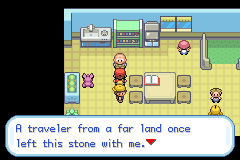 A traveler from a far land once
left this stone with me.